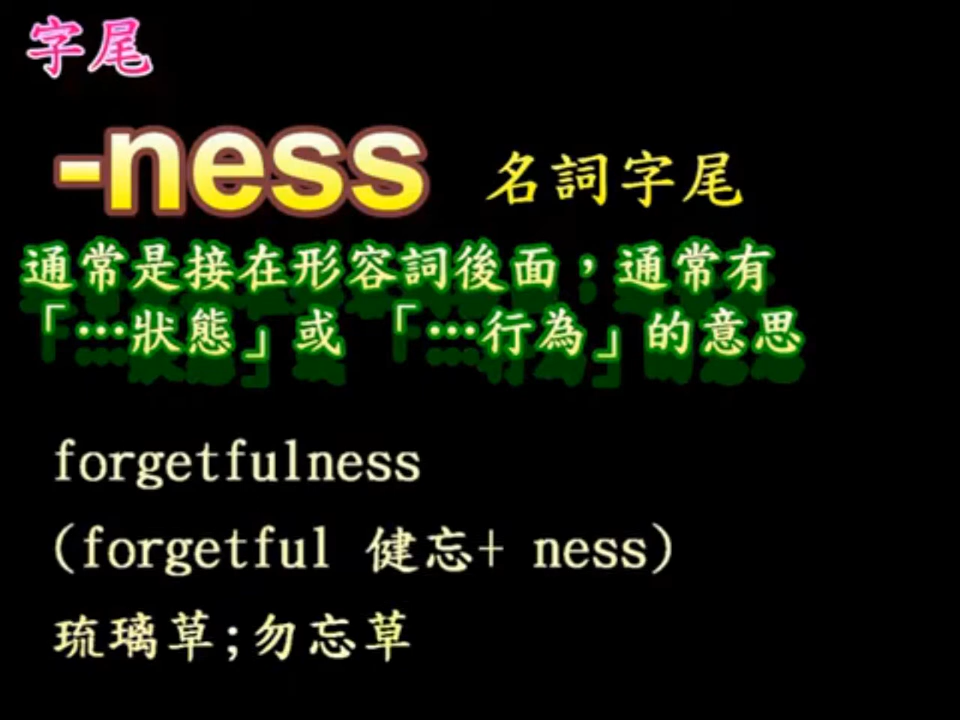 字尾
-ness 名詞字尾
通常是接在形容詞後面，通常有
「…狀態」或 「…行為」的意思
forgetfulness
(forgetful 健忘+ ness)
琉璃草;勿忘草